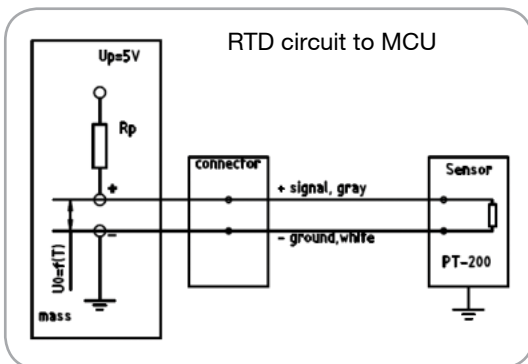 RTD circuit to MCU
Up=5V
Rp
+
connector
+ signal, gray
Sensor
-
- ground,white
U0=f(T)
PT-200
mass